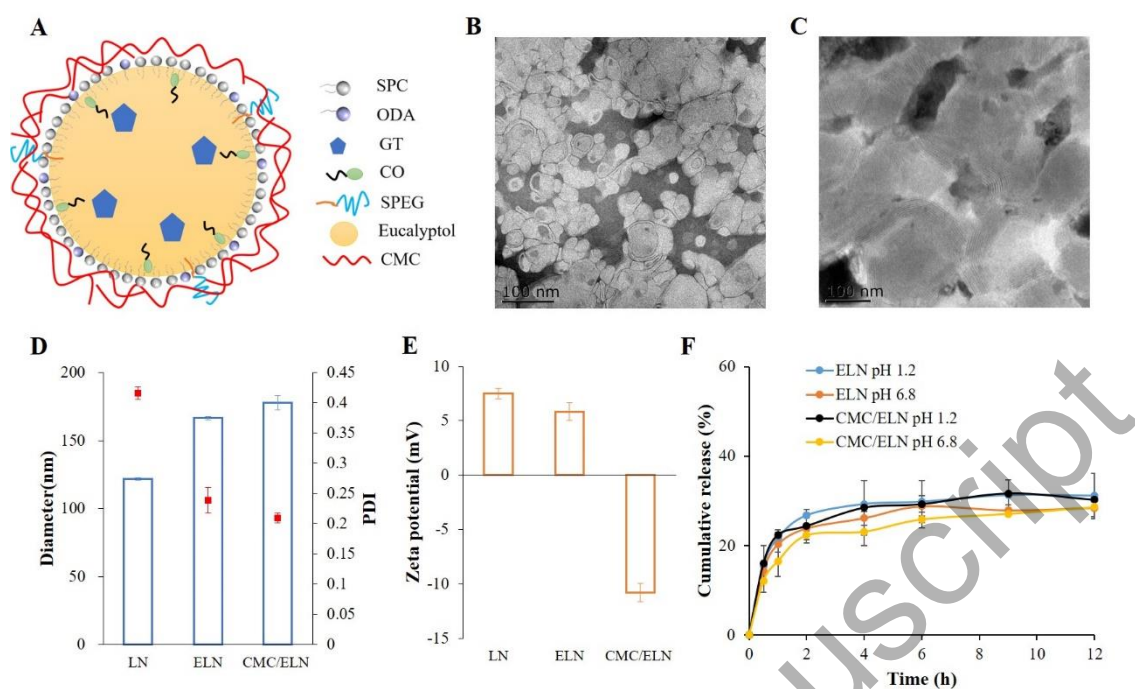 A
SPC
ODA
GT
CO
SPEG
Eucalyptol
CMC
B
100 nm
C
100 nm
D
200
150
100
50
0
Diameter(nm)
0.45
0.4
0.35
0.3
0.25
0.2
0.15
0.1
0.05
0
PDI
LN
ELN
CMC/ELN
E
10
5
0
-5
-10
-15
Zeta potential (mV)
LN
ELN
CMC/ELN
F
60
40
20
0
Cumulative release (%)
ELN pH 1.2
ELN pH 6.8
CMC/ELN pH 1.2
CMC/ELN pH 6.8
0
2
4
6
8
10
12
Time (h)
uscript